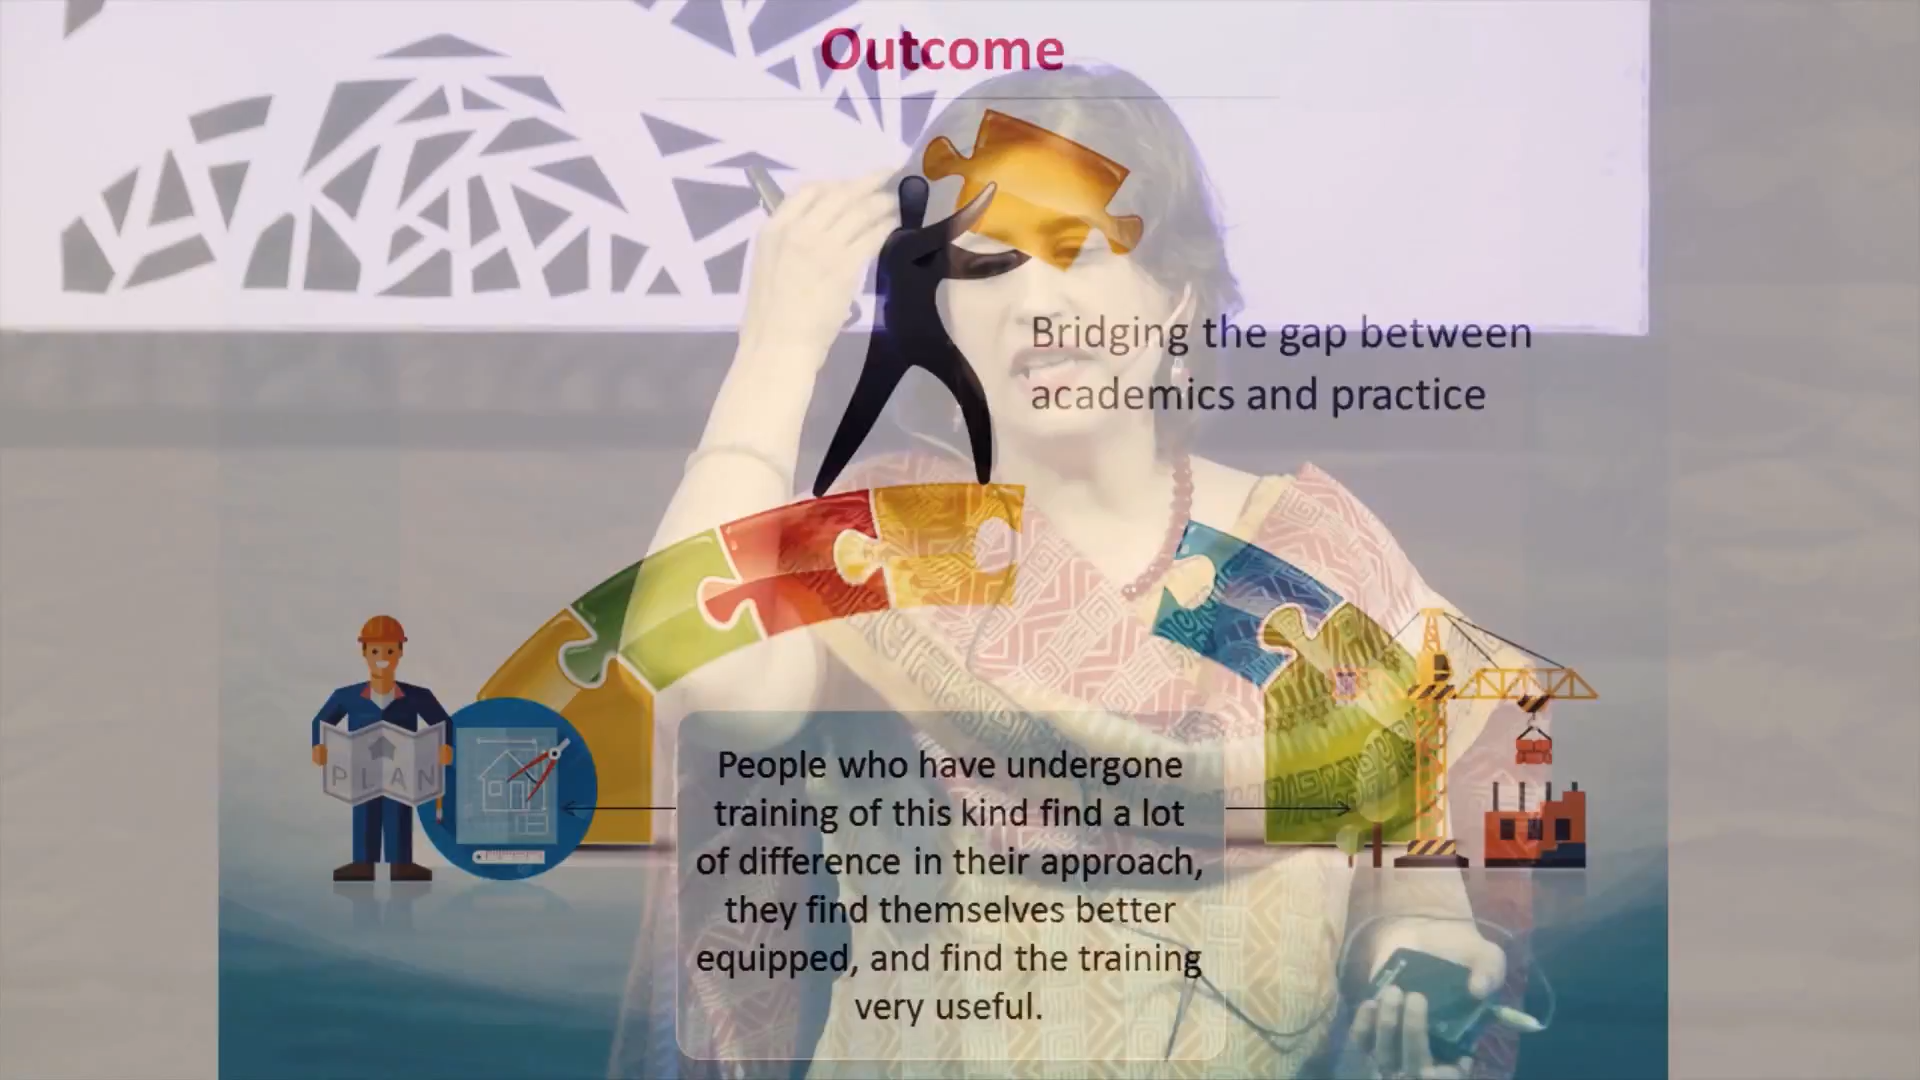 Outcome
Bridging the gap between
academics and practice
PLAN
People who have undergone
training of this kind find a lot
of difference in their approach,
they find themselves better
equipped, and find the training
very useful.